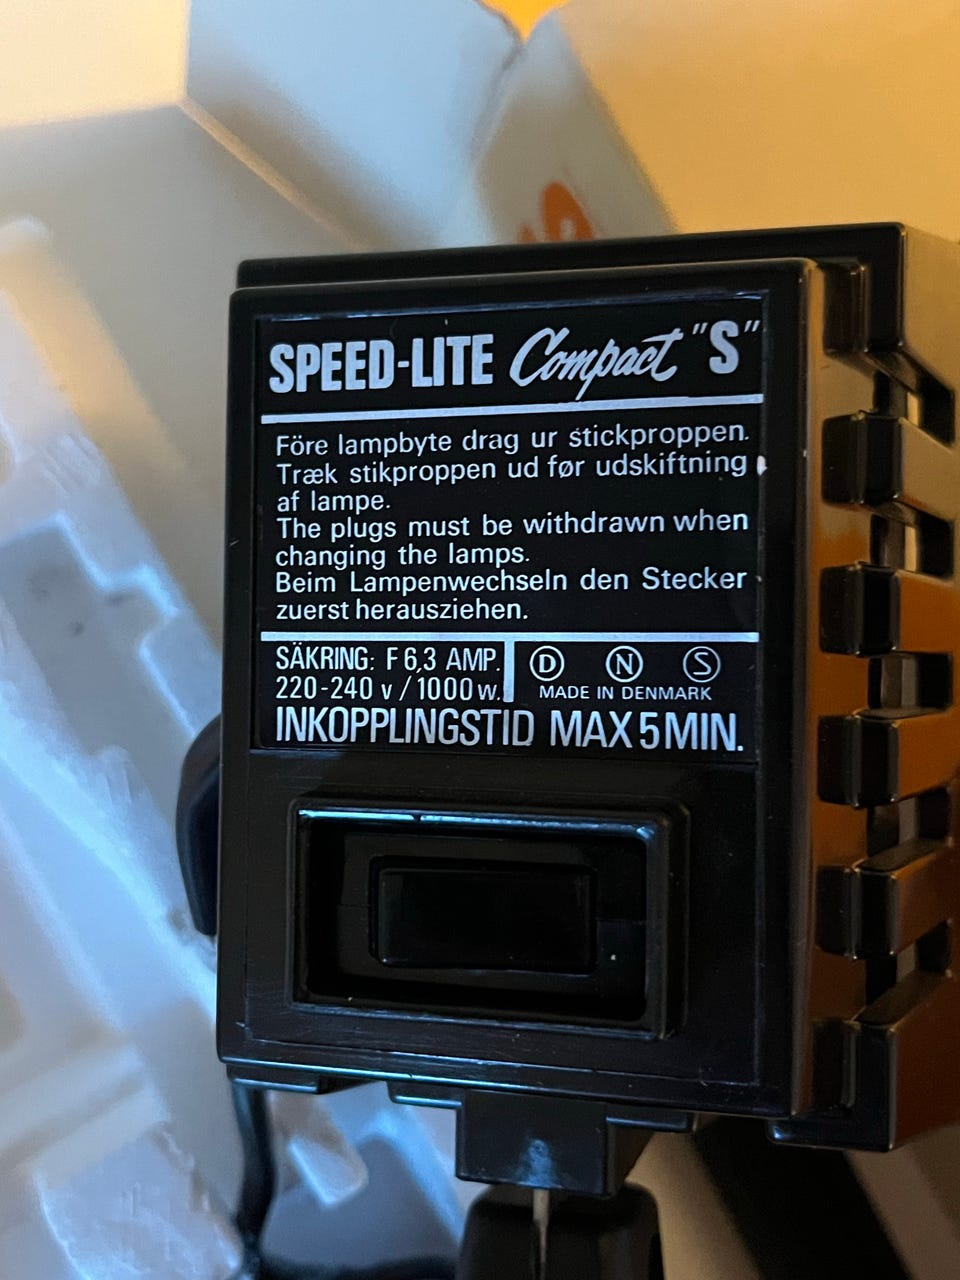 SPEED-LITE Compact "S"
Före lampbyte drag ur stickproppen.
Træk stikproppen ud før udskiftning
af lampe.
The plugs must be withdrawn when
changing the lamps.
Beim Lampenwechseln den Stecker
zuerst herausziehen.
SÄKRING: F 6,3 AMP.
220-240 v / 1000 w.
D N S
MADE IN DENMARK
INKOPPLINGSTID MAX 5 MIN.